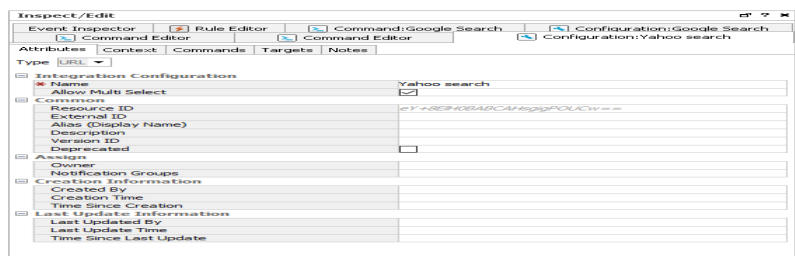 Inspect/Edit
Event Inspector Rule Editor Command:Google Search Configuration:Google Search
Command Editor Command Editor Configuration:Yahoo search
Attributes Context Commands Targets Notes
Type URL
Integration Configuration
Name Yahoo search
Allow Multi Select
Common
Resource ID
External ID
Alias (Display Name)
Description
Version ID
Deprecated
Assign
Owner
Notification Groups
Creation Information
Created By
Creation Time
Time Since Creation
Last Update Information
Last Updated By
Last Update Time
Time Since Last Update